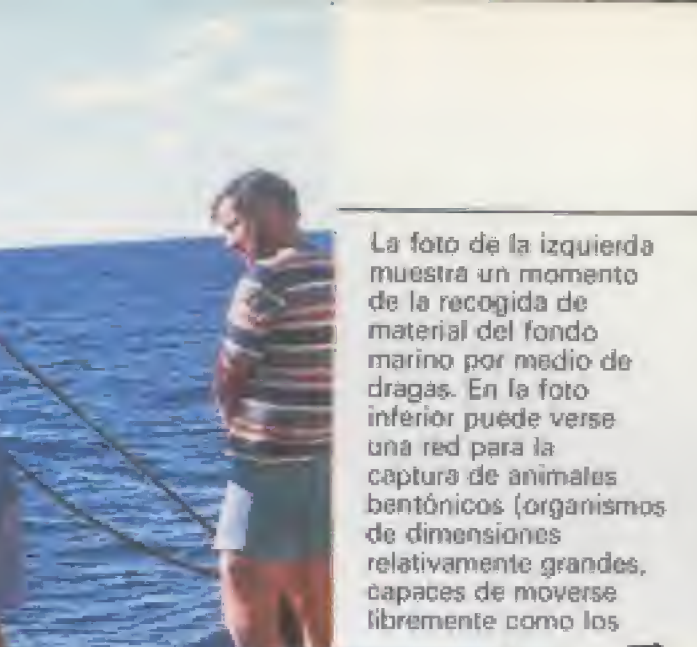 La foto de la izquierda
muestra un momento
de la recogida de
material del fondo
marino por medio de
dragas. En la foto
inferior puede verse
una red para la
captura de animales
bentónicos (organismos
de dimensiones
relativamente grandes,
capaces de moverse
libremente como los